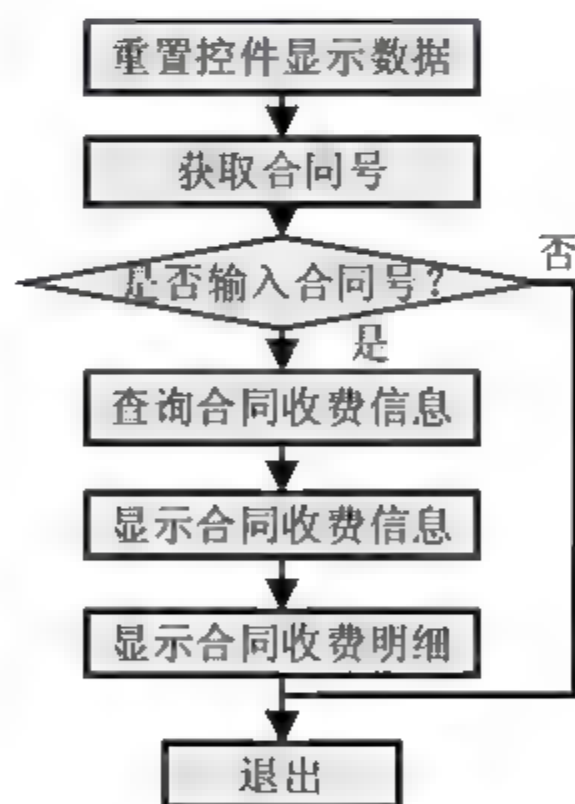 重置控件显示数据
获取合同号
是否输入合同号?
否
是
查询合同收费信息
显示合同收费信息
显示合同收费明细
退出